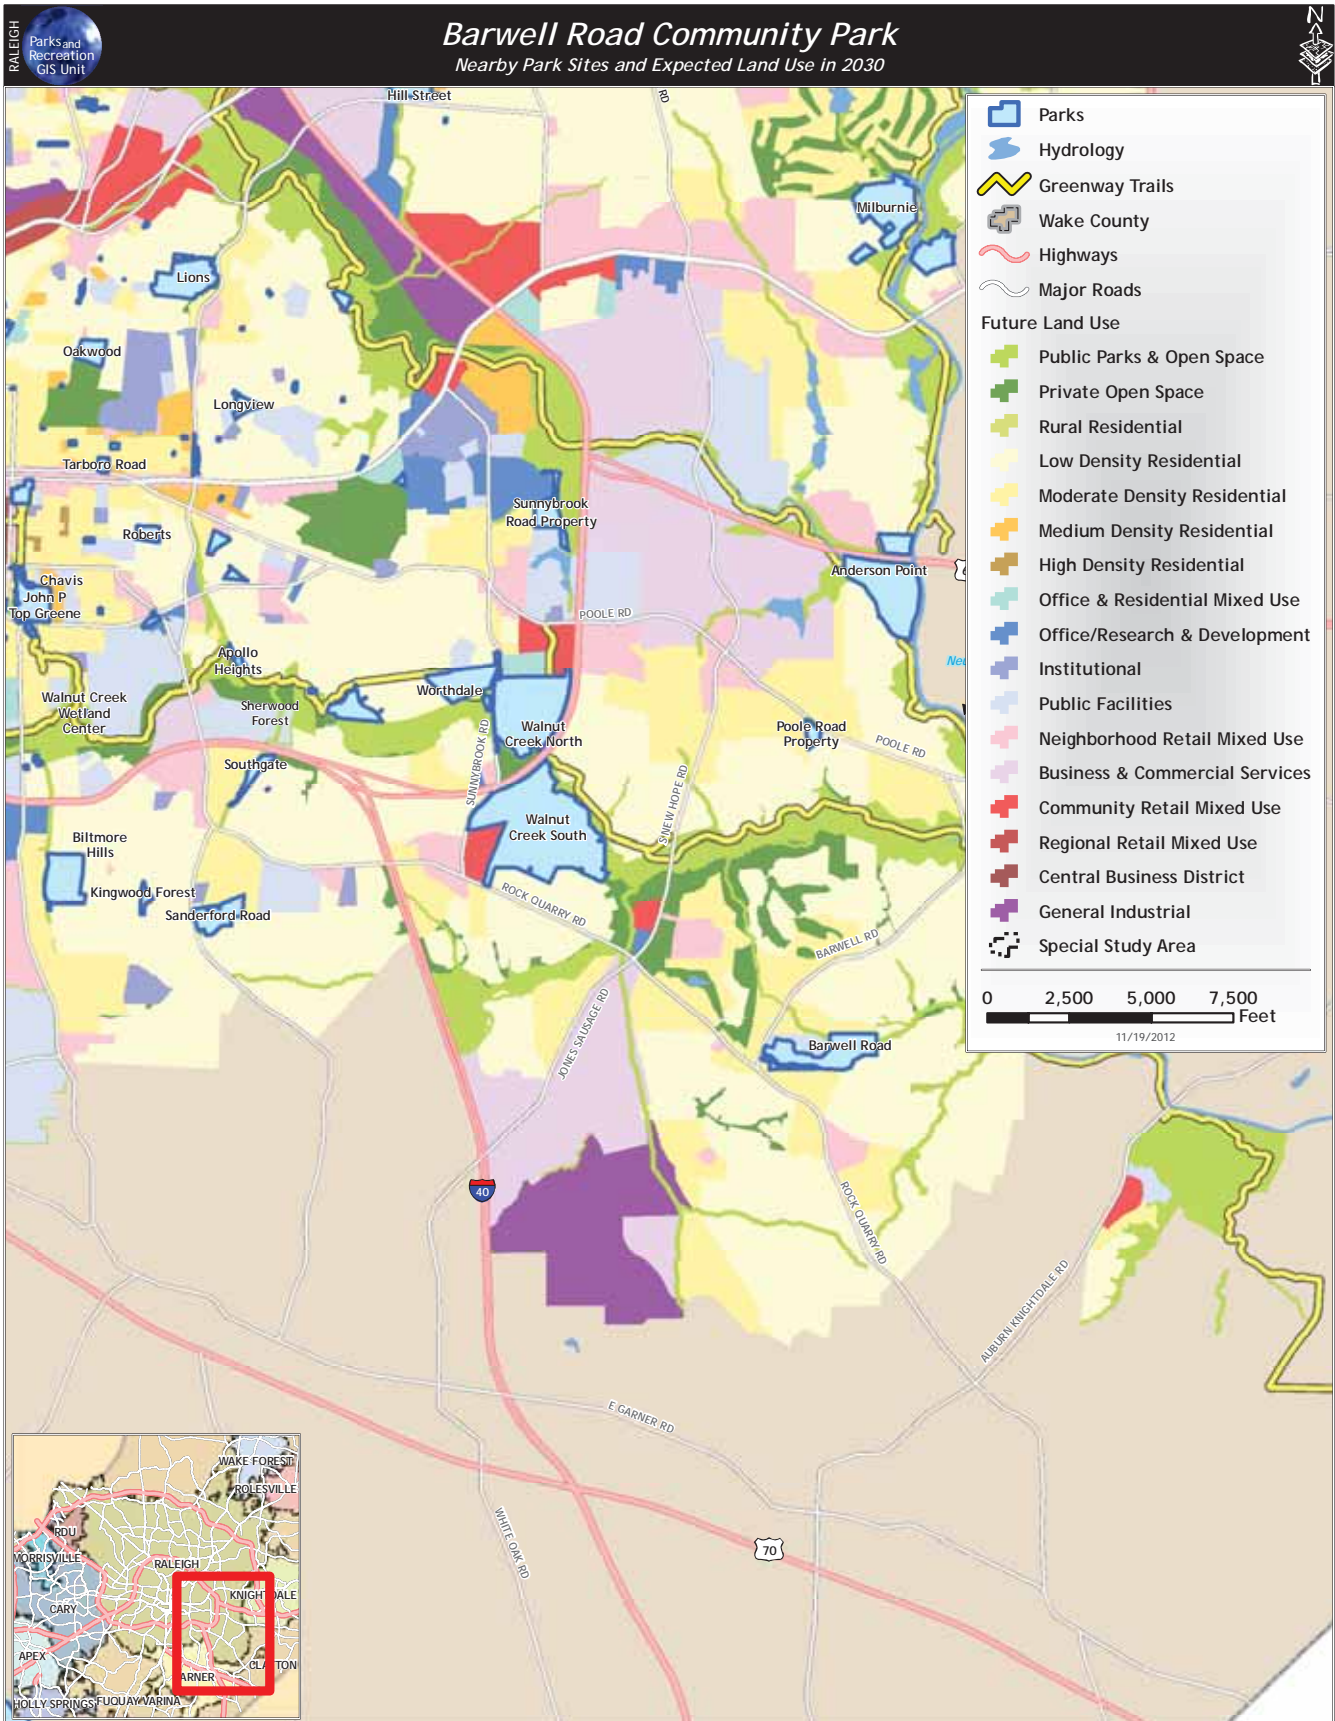 RALEIGH
Parks and
Recreation
GIS Unit
Barwell Road Community Park
Nearby Park Sites and Expected Land Use in 2030
N
Parks
Hydrology
Greenway Trails
Wake County
Highways
Major Roads
Future Land Use
Public Parks & Open Space
Private Open Space
Rural Residential
Low Density Residential
Moderate Density Residential
Medium Density Residential
High Density Residential
Office & Residential Mixed Use
Office/Research & Development
Institutional
Public Facilities
Neighborhood Retail Mixed Use
Business & Commercial Services
Community Retail Mixed Use
Regional Retail Mixed Use
Central Business District
General Industrial
Special Study Area
0 2,500 5,000 7,500
Feet
11/19/2012
Hill Street
RD
Milburnie
Lions
Oakwood
Longview
Tarboro Road
Sunnybrook
Road Property
Roberts
Anderson Point
Chavis
John P
Top Greene
POOLE RD
Apollo
Heights
Worthdale
Walnut Creek
Wetland
Center
Sherwood
Forest
Walnut
Creek North
Poole Road
Property
POOLE RD
SUNNYBROOK RD
Southgate
S NEW HOPE RD
Walnut
Creek South
Biltmore
Hills
Kingwood Forest
Sanderford Road
ROCK QUARRY RD
BARWELL RD
JONES SAUSAGE RD
Barwell Road
40
ROCK QUARRY RD
AUBURN KNIGHTDALE RD
E GARNER RD
WHITE OAK RD
70
WAKE FOREST
ROLESVILLE
RDU
MORRISVILLE
RALEIGH
KNIGHTDALE
CARY
APEX
CLAYTON
ARNER
HOLLY SPRINGS
FUQUAY VARINA